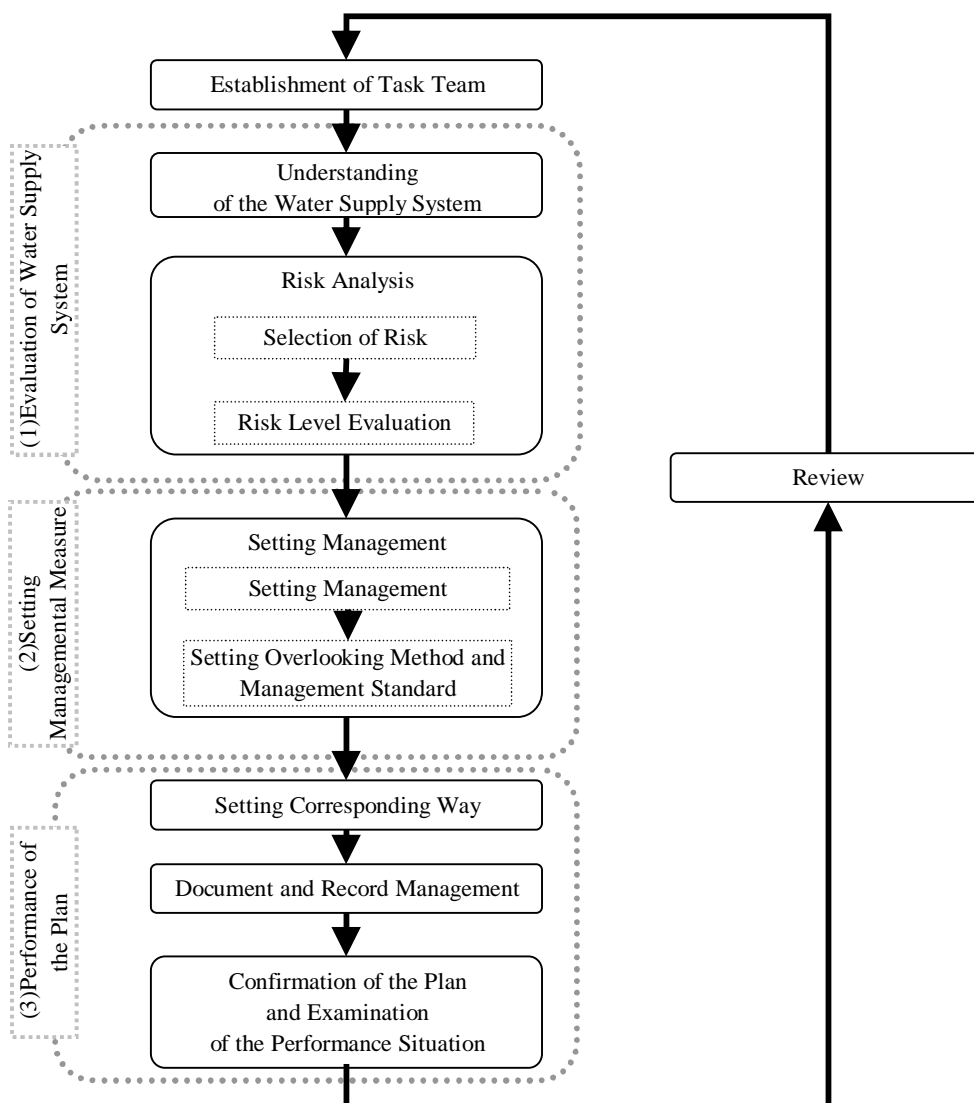 Establishment of Task Team
(1)Evaluation of Water Supply
System
Understanding
of the Water Supply System
Risk Analysis
Selection of Risk
Risk Level Evaluation
Review
(2)Setting
Managemental Measure
Setting Management
Setting Management
Setting Overlooking Method and
Management Standard
(3)Performance of
the Plan
Setting Corresponding Way
Document and Record Management
Confirmation of the Plan
and Examination
of the Performance Situation